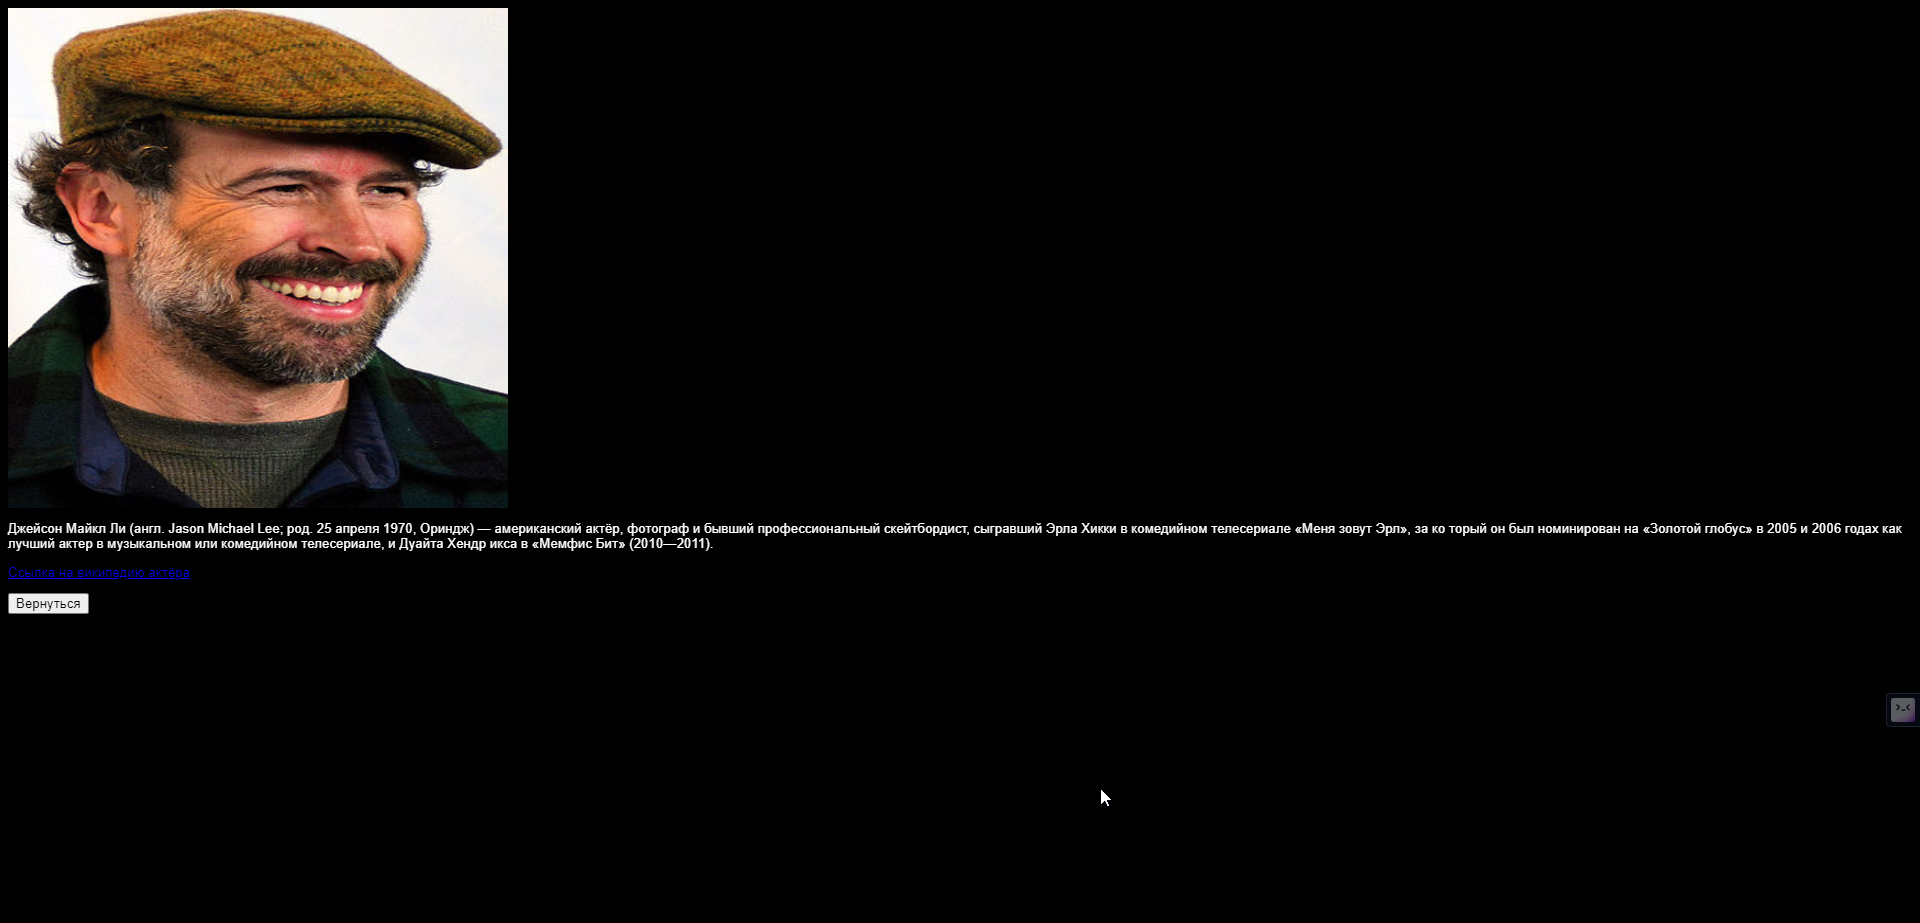 Джейсон Майкл Ли (англ. Jason Michael Lee; род. 25 апреля 1970, Ориндж) — американский актёр, фотограф и бывший профессиональный скейтбордист, сыгравший Эрла Хикки в комедийном телесериале «Меня зовут Эрл», за ко торый он был номинирован на «Золотой глобус» в 2005 и 2006 годах как
лучший актер в музыкальном или комедийном телесериале, и Дуайта Хендр икса в «Мемфис Бит» (2010—2011).
Ссылка на википедию актёра
Вернуться